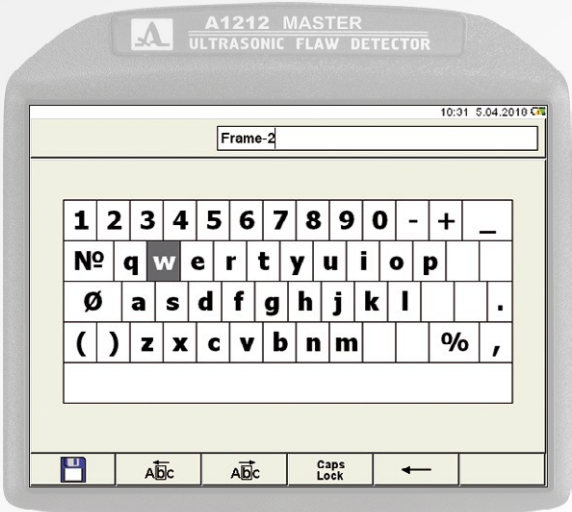 A1212 MASTER
ULTRASONIC FLAW DETECTOR
10:31 5.04.2018
Frame-2
1 2 3 4 5 6 7 8 9 0 - + _
№ q w e r t y u i o p
Ø a s d f g h j k l .
( ) z x c v b n m % ,
Abc Abc Caps
Lock ←